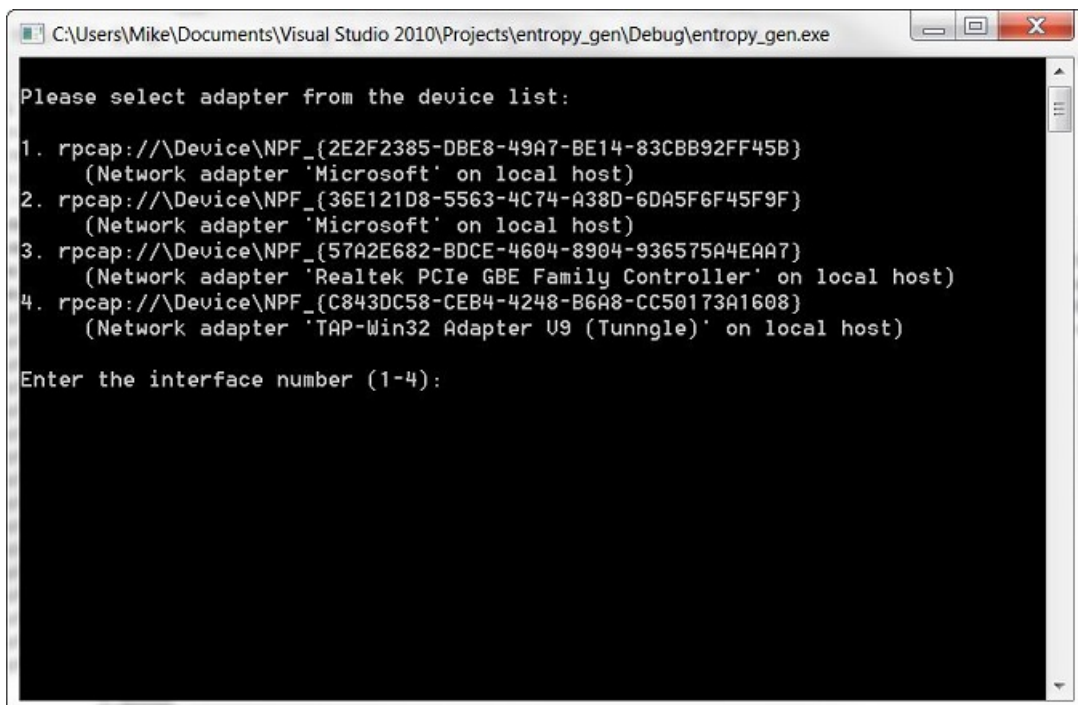 C:\Users\Mike\Documents\Visual Studio 2010\Projects\entropy_gen\Debug\entropy_gen.exe
Please select adapter from the device list:
1. rpcap://\Device\NPF_{2E2F2385-DBE8-49A7-BE14-83CBB92FF45B}
(Network adapter 'Microsoft' on local host)
2. rpcap://\Device\NPF_{36E121D8-5563-4C74-A38D-6DA5F6F45F9F}
(Network adapter 'Microsoft' on local host)
3. rpcap://\Device\NPF_{57A2E682-BDCE-4604-8904-936575A4EAA7}
(Network adapter 'Realtek PCIe GBE Family Controller' on local host)
4. rpcap://\Device\NPF_{C843DC58-CEB4-4248-B6A8-CC50173A1608}
(Network adapter 'TAP-Win32 Adapter V9 (Tunngle)' on local host)
Enter the interface number (1-4):